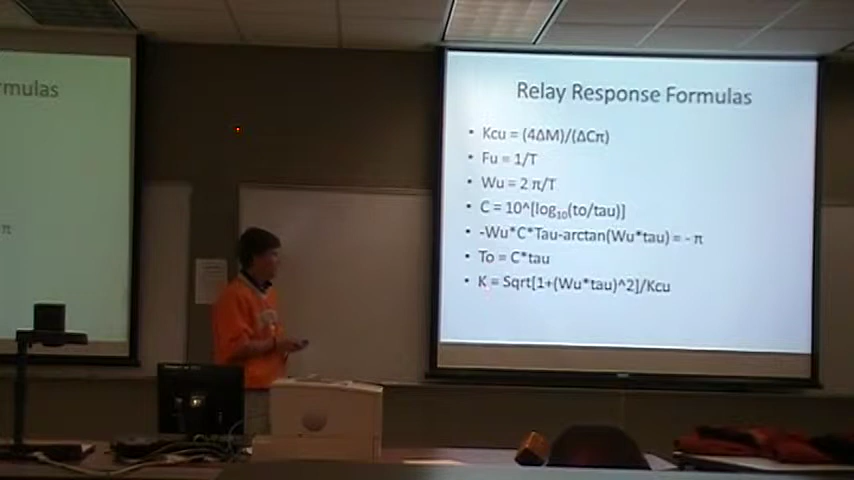 rmulas
π
Relay Response Formulas
• Kcu = (4ΔM)/(ΔCπ)
• Fu = 1/T
• Wu = 2 π/T
• C = 10^[log₁₀(to/tau)]
• -Wu*C*Tau-arctan(Wu*tau) = - π
• To = C*tau
• K = Sqrt[1+(Wu*tau)^2]/Kcu